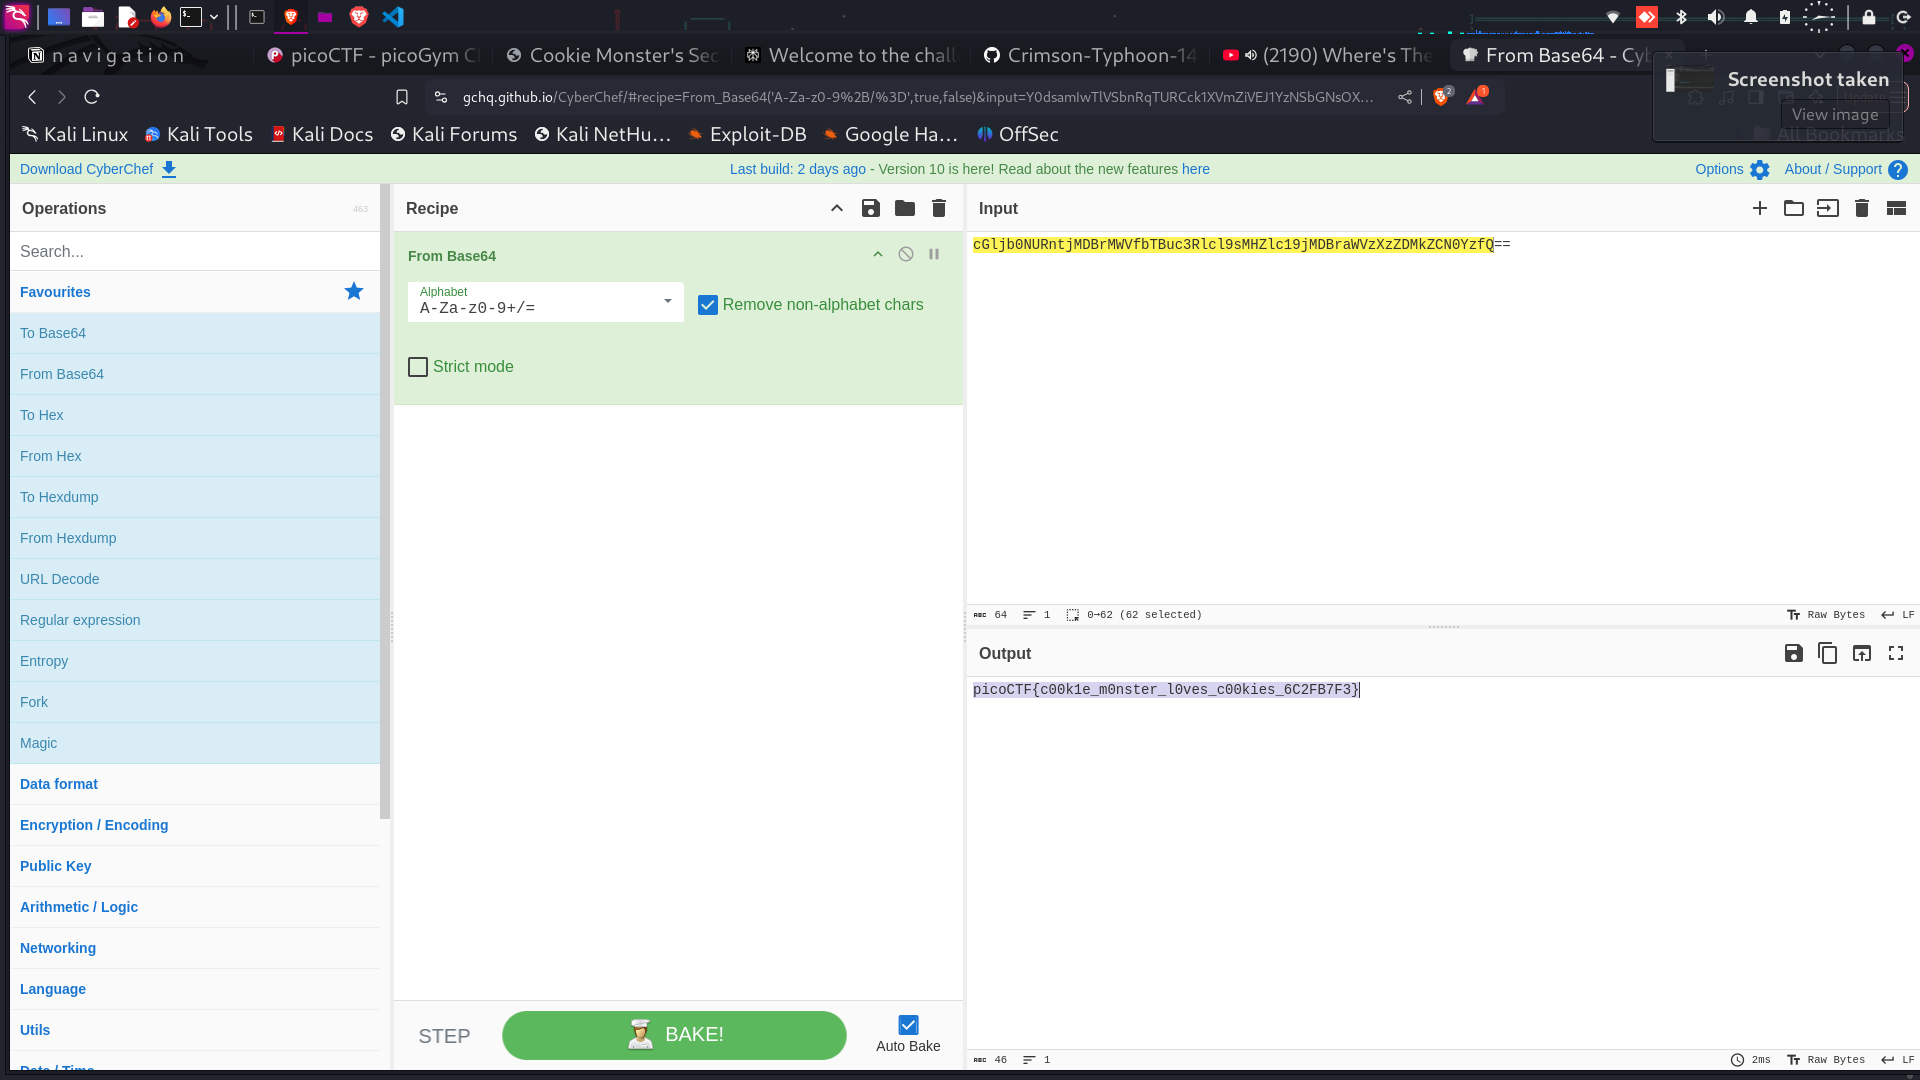 navigation
picoCTF - picoGym C
Cookie Monster's Sec
Welcome to the chall
Crimson-Typhoon-14
(2190) Where's The
From Base64 - Cyb
Screenshot taken
View image
gchq.github.io/CyberChef/#recipe=From_Base64('A-Za-z0-9%2B/%3D',true,false)&input=Y0dsamIwTlVSbnRqTURCck1XVmZiVEJ1YzNSbGNsOX...
2
1
Kali Linux
Kali Tools
Kali Docs
Kali Forums
Kali NetHu...
Exploit-DB
Google Ha...
OffSec
All Bookmarks
Download CyberChef
Last build: 2 days ago - Version 10 is here! Read about the new features here
Options
About / Support
Operations
463
Recipe
Input
Search...
Favourites
To Base64
From Base64
To Hex
From Hex
To Hexdump
From Hexdump
URL Decode
Regular expression
Entropy
Fork
Magic
Data format
Encryption / Encoding
Public Key
Arithmetic / Logic
Networking
Language
Utils
Date / Time
From Base64
Alphabet
A-Za-z0-9+/=
Remove non-alphabet chars
Strict mode
STEP
BAKE!
Auto Bake
cGljb0NURntjMDBrMWVfbTBuc3Rlcl9sMHZlc19jMDBraWVzXzZDMkZCN0YzfQ==
ABC 64
1
0→62 (62 selected)
Raw Bytes
LF
Output
picoCTF{c00k1e_m0nster_l0ves_c00kies_6C2FB7F3}
ABC 46
1
2ms
Raw Bytes
LF